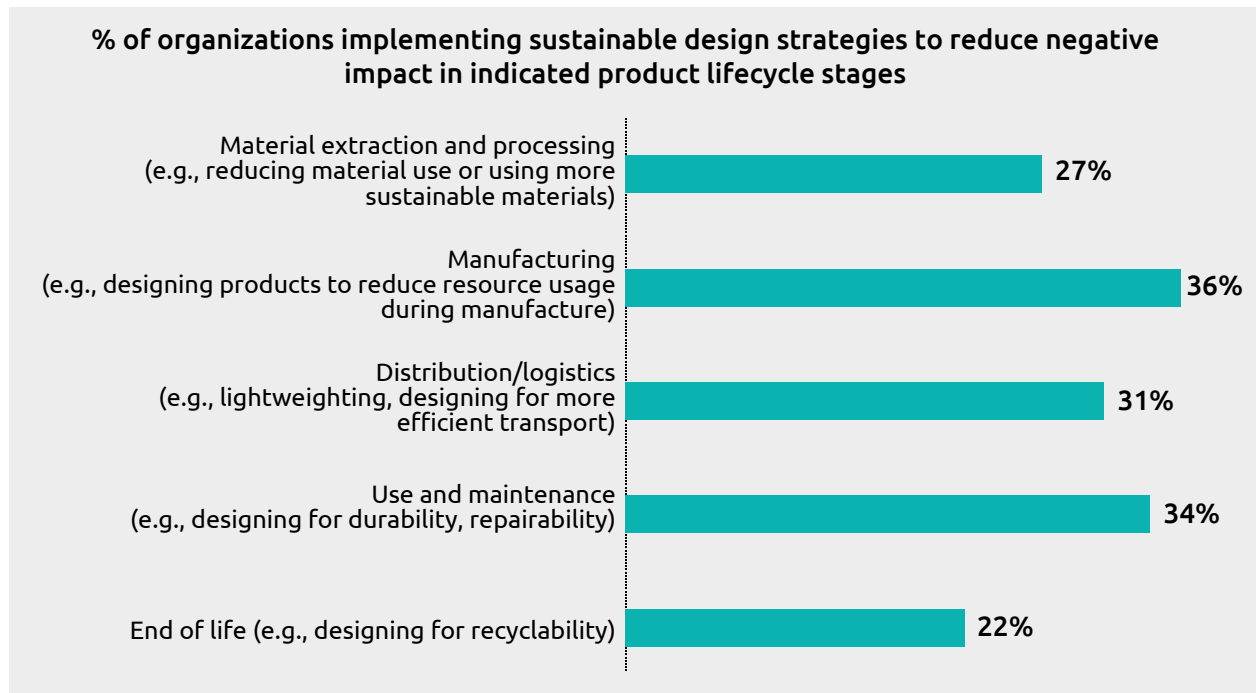 % of organizations implementing sustainable design strategies to reduce negative
impact in indicated product lifecycle stages
Material extraction and processing
(e.g., reducing material use or using more
sustainable materials)
27%
Manufacturing
(e.g., designing products to reduce resource usage
during manufacture)
36%
Distribution/logistics
(e.g., lightweighting, designing for more
efficient transport)
31%
Use and maintenance
(e.g., designing for durability, repairability)
34%
End of life (e.g., designing for recyclability)
22%